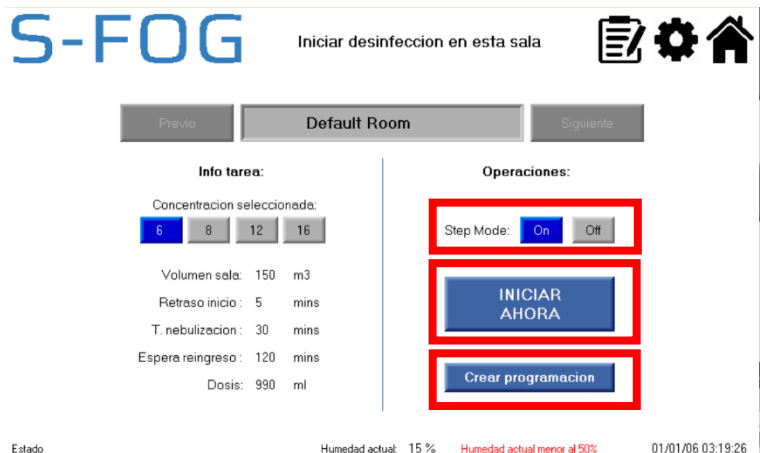 S-FOG
Iniciar desinfeccion en esta sala
Previo
Default Room
Siguiente
Info tarea:
Concentracion seleccionada:
6 8 12 16
Volumen sala: 150 m3
Retraso inicio : 5 mins
T. nebulizacion : 30 mins
Espera reingreso : 120 mins
Dosis: 990 ml
Operaciones:
Step Mode: On Off
INICIAR
AHORA
Crear programacion
Estado
Humedad actual: 15 %
Humedad actual menor al 50%
01/01/06 03:19:26